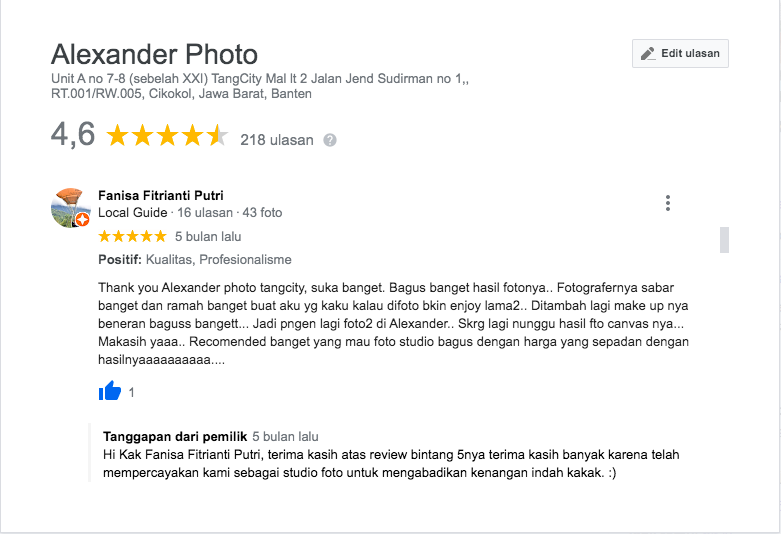 Alexander Photo
Edit ulasan
Unit A no 7-8 (sebelah XXI) TangCity Mal lt 2 Jalan Jend Sudirman no 1,,
RT.001/RW.005, Cikokol, Jawa Barat, Banten
4,6 218 ulasan
Fanisa Fitrianti Putri
Local Guide · 16 ulasan · 43 foto
5 bulan lalu
Positif: Kualitas, Profesionalisme
Thank you Alexander photo tangcity, suka banget. Bagus banget hasil fotonya.. Fotografernya sabar
banget dan ramah banget buat aku yg kaku kalau difoto bkin enjoy lama2.. Ditambah lagi make up nya
beneran baguss bangett... Jadi pngen lagi foto2 di Alexander.. Skrg lagi nunggu hasil fto canvas nya...
Makasih yaaa.. Recomended banget yang mau foto studio bagus dengan harga yang sepadan dengan
hasilnyaaaaaaaaaa....
1
Tanggapan dari pemilik 5 bulan lalu
Hi Kak Fanisa Fitrianti Putri, terima kasih atas review bintang 5nya terima kasih banyak karena telah
mempercayakan kami sebagai studio foto untuk mengabadikan kenangan indah kakak. :)